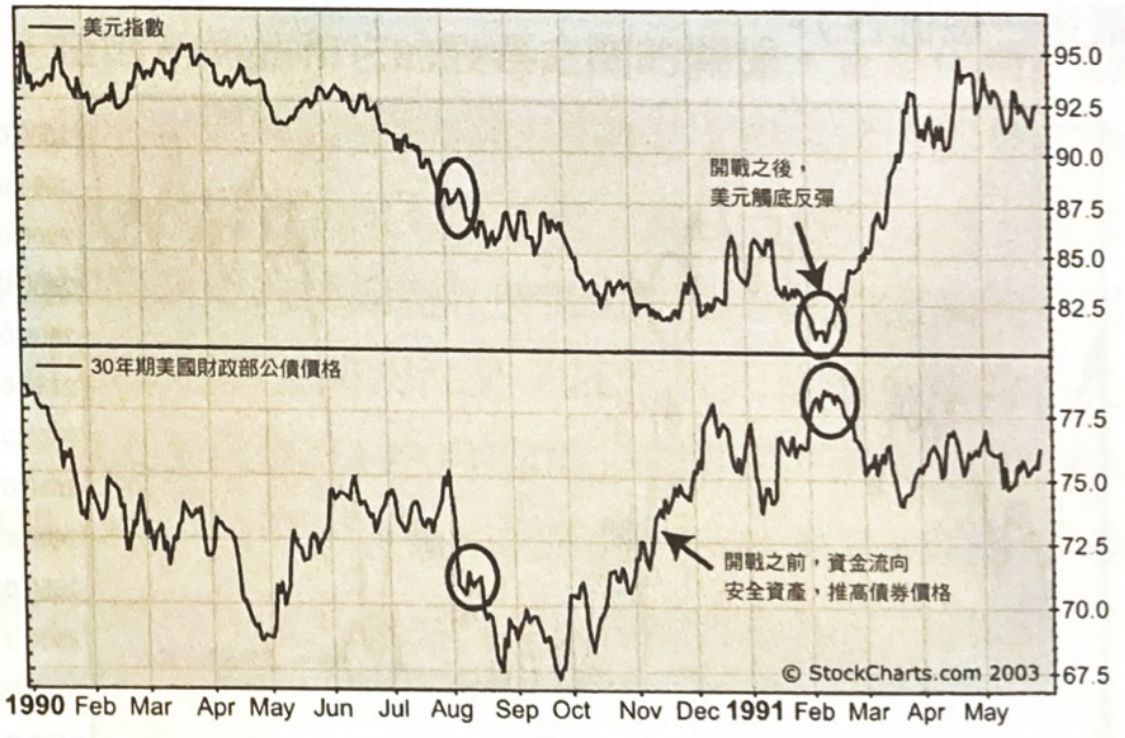 美元指數
95.0
92.5
90.0
87.5
85.0
82.5
開戰之後，
美元觸底反彈
30年期美國財政部公債價格
77.5
75.0
72.5
70.0
67.5
開戰之前，資金流向
安全資產，推高債券價格
© StockCharts.com 2003
1990 Feb Mar Apr May Jun Jul Aug Sep Oct Nov Dec 1991 Feb Mar Apr May